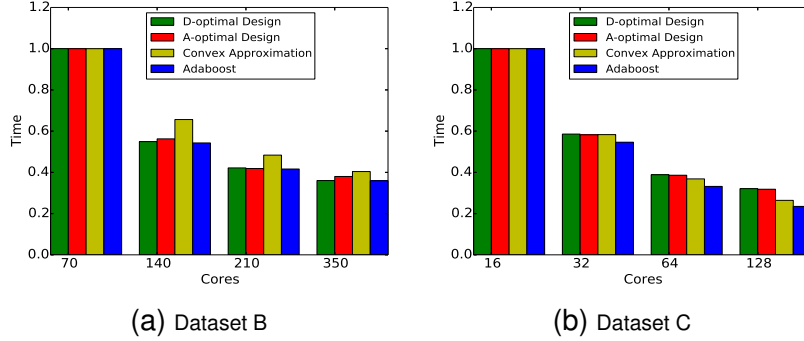 D-optimal Design
A-optimal Design
Convex Approximation
Adaboost
1.2
1.0
0.8
0.6
0.4
0.2
0.0
Time
70 140 210 350
Cores
(a) Dataset B
D-optimal Design
A-optimal Design
Convex Approximation
Adaboost
1.2
1.0
0.8
0.6
0.4
0.2
0.0
Time
16 32 64 128
Cores
(b) Dataset C